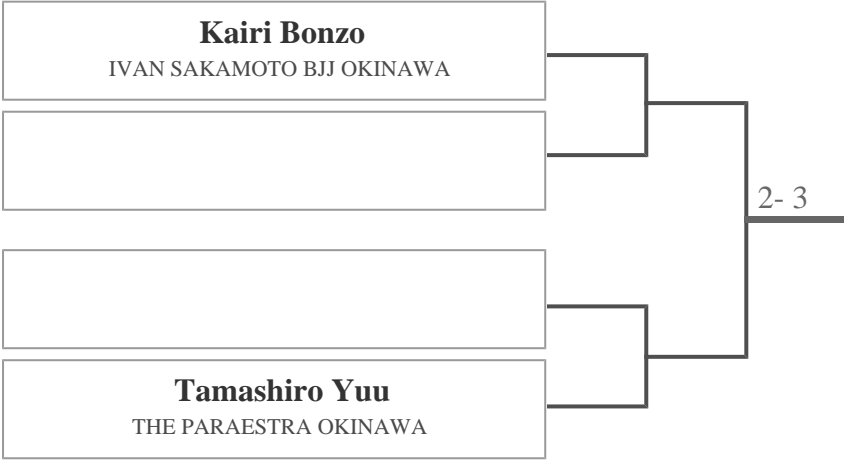 Kairi Bonzo
IVAN SAKAMOTO BJJ OKINAWA
2- 3
Tamashiro Yuu
THE PARAESTRA OKINAWA